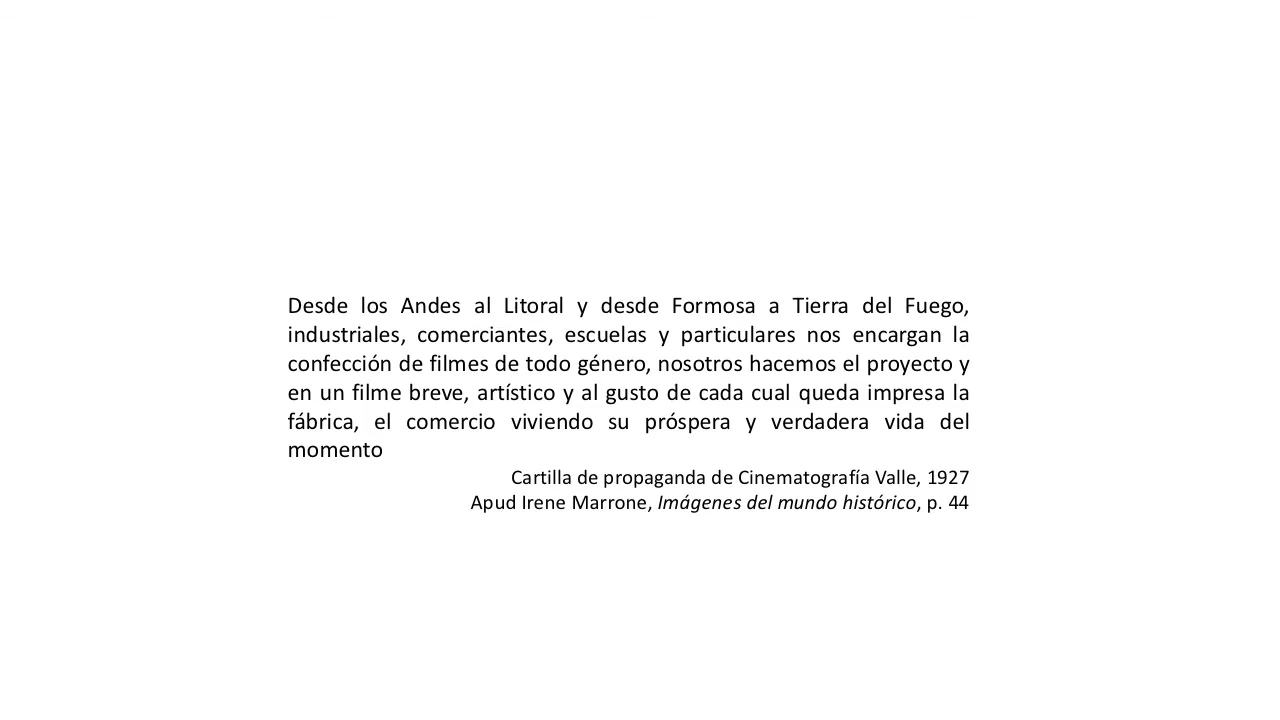 Desde los Andes al Litoral y desde Formosa a Tierra del Fuego,
industriales, comerciantes, escuelas y particulares nos encargan la
confección de filmes de todo género, nosotros hacemos el proyecto y
en un filme breve, artístico y al gusto de cada cual queda impresa la
fábrica, el comercio viviendo su próspera y verdadera vida del
momento
Cartilla de propaganda de Cinematografía Valle, 1927
Apud Irene Marrone, Imágenes del mundo histórico, p. 44